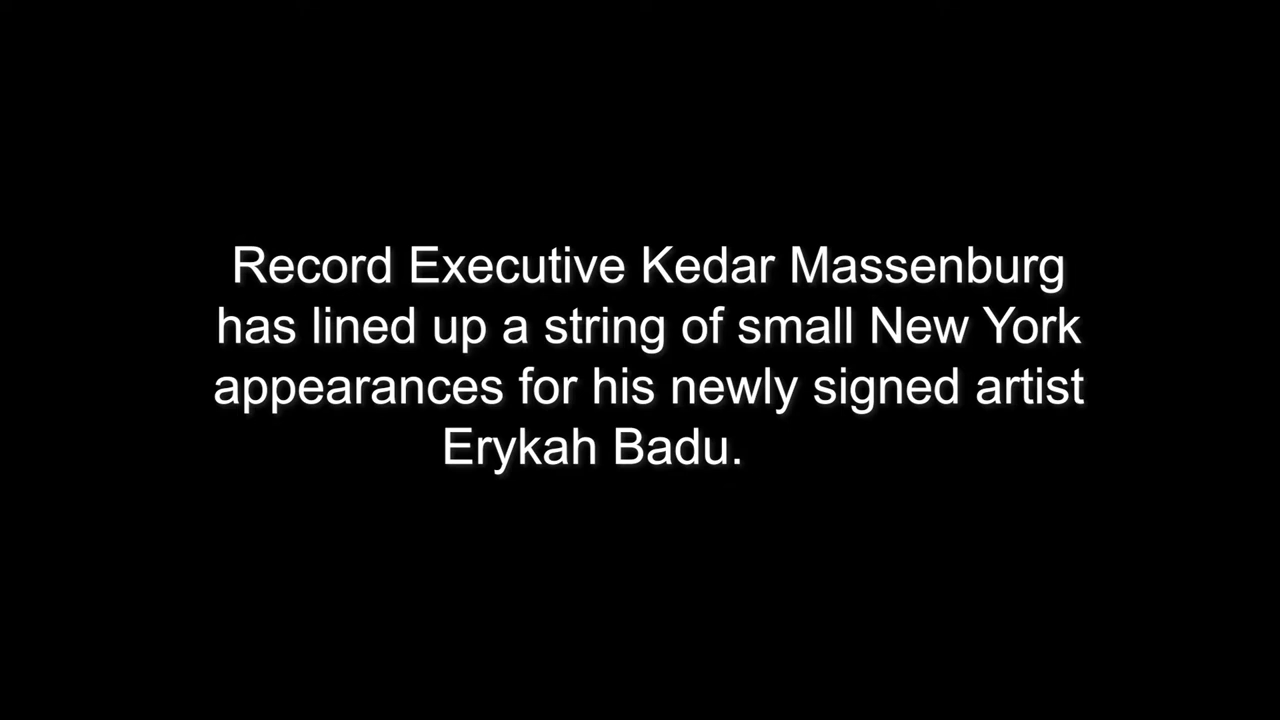 Record Executive Kedar Massenburg
has lined up a string of small New York
appearances for his newly signed artist
Erykah Badu.